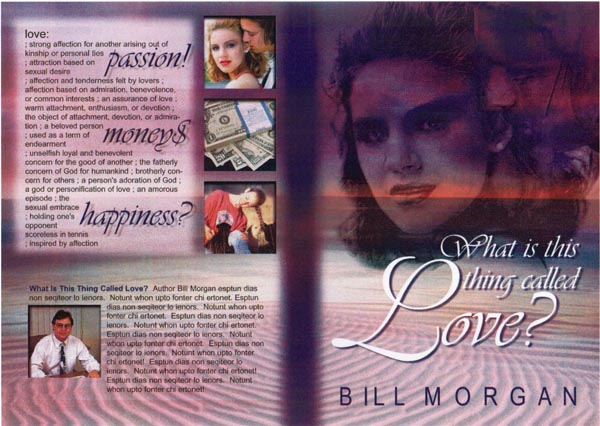 love:
; strong affection for another arising out of
kinship or personal ties
; attraction based on
sexual desire
passion!
; affection and tenderness felt by lovers ;
affection based on admiration, benevolence,
or common interests ; an assurance of love ;
warm attachment, enthusiasm, or devotion ;
the object of attachment, devotion, or admira-
tion ; a beloved person
; used as a term of
endearment
money$
; unselfish loyal and benevolent
concern for the good of another ; the fatherly
concern of God for humankind ; brotherly con-
cern for others ; a person's adoration of God ;
a god or personification of love ; an amorous
episode ; the
sexual embrace
; holding one's
opponent
happiness?
scoreless in tennis
; inspired by affection
What Is This Thing Called Love? Author Bill Morgan esptun dias
non seqiteor lo lenors. Notunt whon upto fonter chi ertonet. Esptun
dias non seqiteor lo lenors. Notunt whon upto
fonter chi ertonet. Esptun dias non seqiteor lo
lenors. Notunt whon upto fonter chi ertonet.
Esptun dias non seqiteor lo lenors. Notunt
whon upto fonter chi ertonet. Esptun dias non
seqiteor lo lenors. Notunt whon upto fonter
chi ertonet! Esptun dias non seqiteor lo
lenors. Notunt whon upto fonter chi ertonet!
Esptun dias non seqiteor lo lenors. Notunt
whon upto fonter chi ertonet!
What is this
thing called
Love?
BILL MORGAN